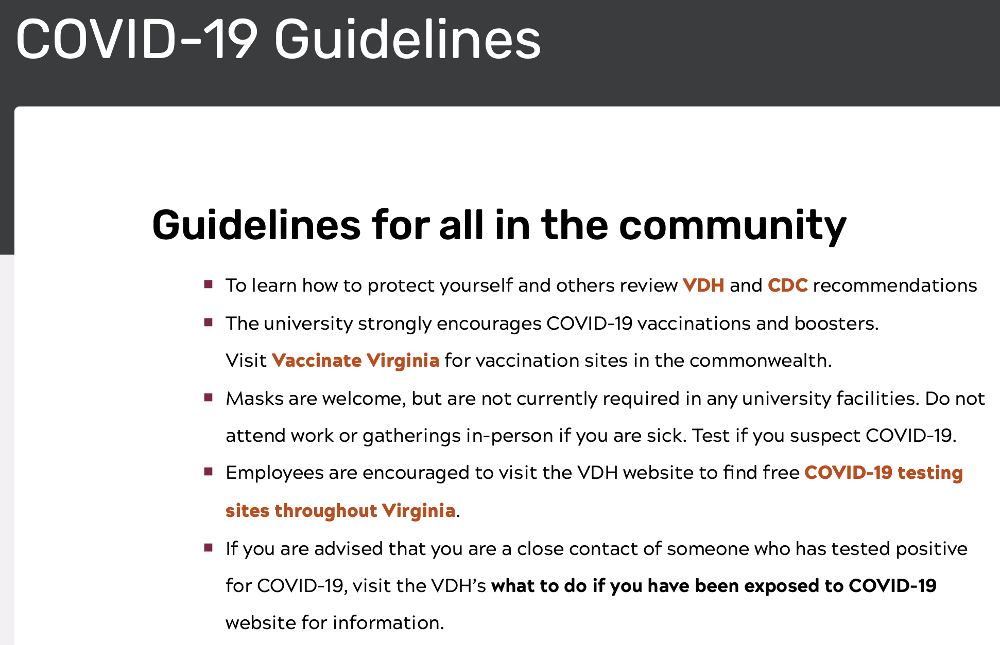 COVID-19 Guidelines
Guidelines for all in the community
To learn how to protect yourself and others review VDH and CDC recommendations
The university strongly encourages COVID-19 vaccinations and boosters.
Visit Vaccinate Virginia for vaccination sites in the commonwealth.
Masks are welcome, but are not currently required in any university facilities. Do not
attend work or gatherings in-person if you are sick. Test if you suspect COVID-19.
Employees are encouraged to visit the VDH website to find free COVID-19 testing
sites throughout Virginia.
If you are advised that you are a close contact of someone who has tested positive
for COVID-19, visit the VDH’s what to do if you have been exposed to COVID-19
website for information.